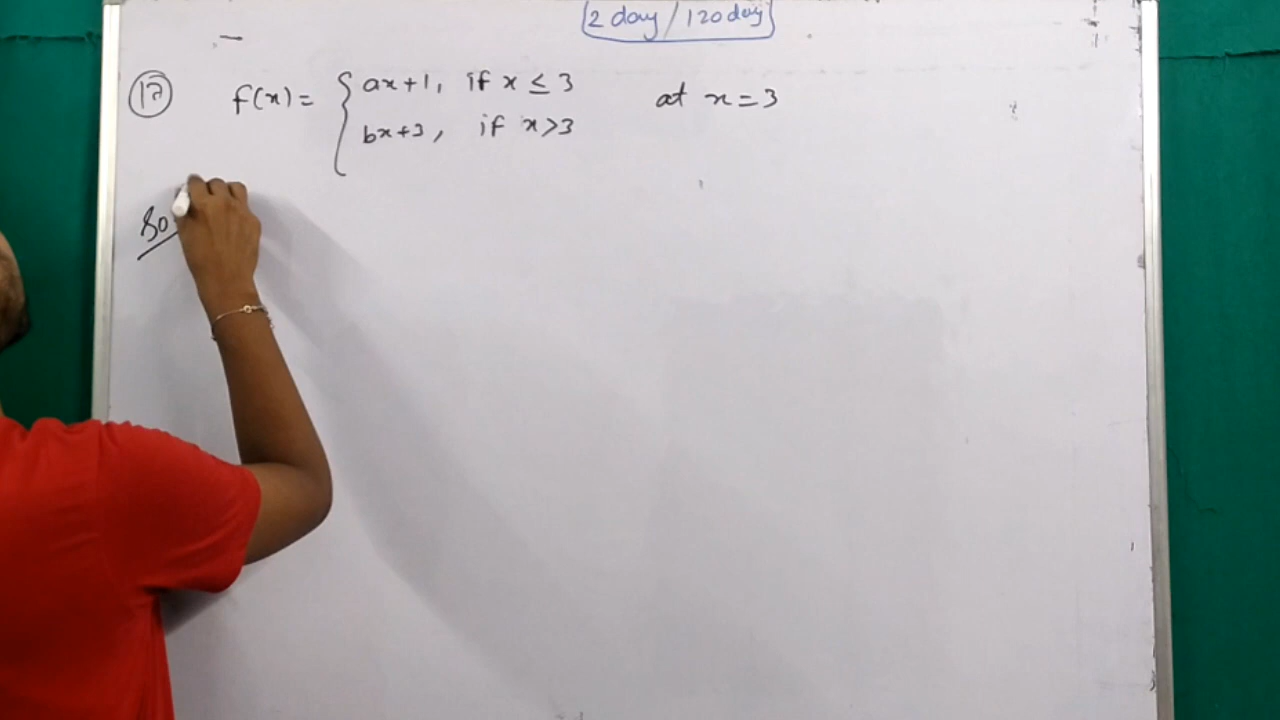 2 day / 120 day
17 f(x) = { ax+1, if x ≤ 3 at x=3
bx+3, if x>3
So